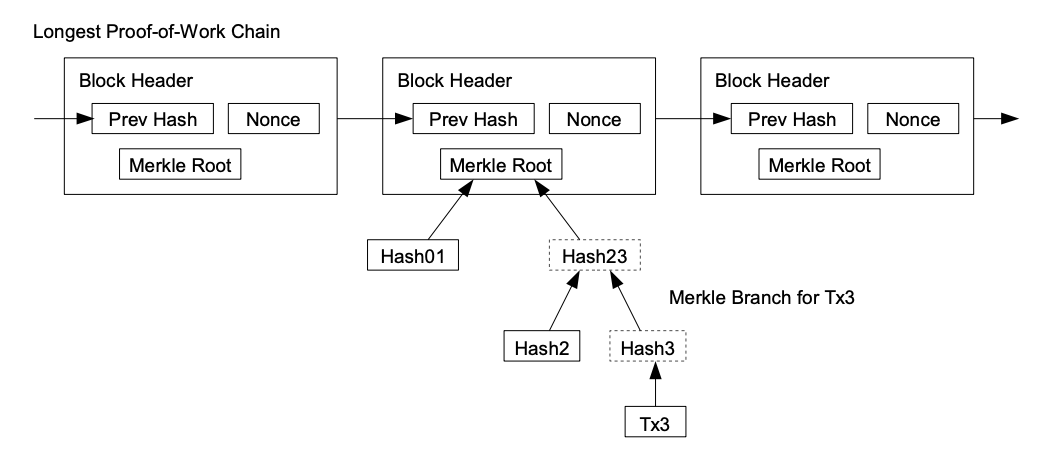 Longest Proof-of-Work Chain
Block Header
Prev Hash
Nonce
Merkle Root
Block Header
Prev Hash
Nonce
Merkle Root
Block Header
Prev Hash
Nonce
Merkle Root
Hash01
Hash23
Merkle Branch for Tx3
Hash2
Hash3
Tx3